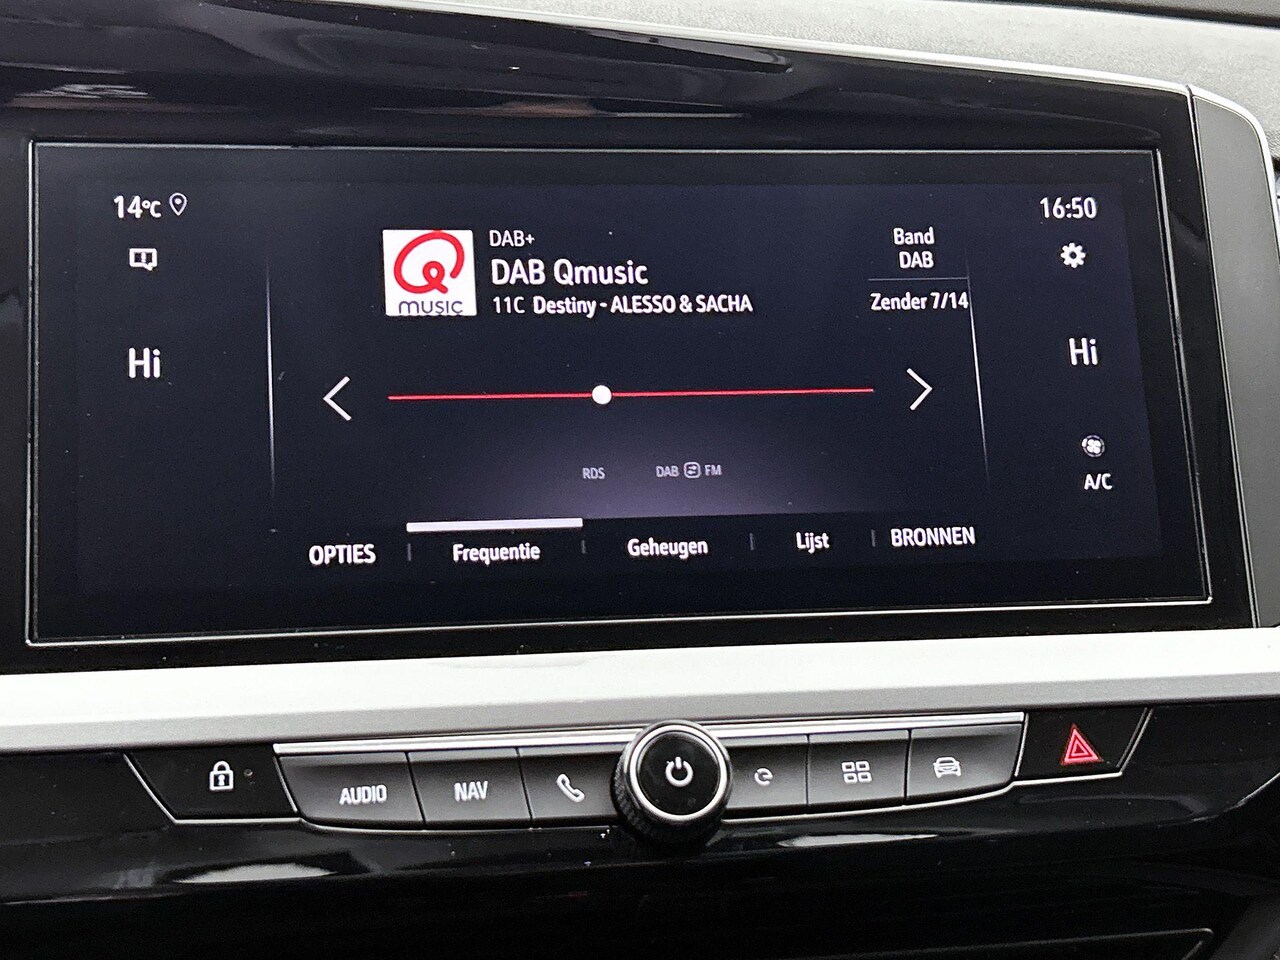 14°C
16:50
Q
MUSIC
DAB+
DAB Qmusic
11C Destiny - ALESSO & SACHA
Band
DAB
Zender 7/14
Hi
Hi
RDS
DAB FM
A/C
OPTIES
Frequentie
Geheugen
Lijst
BRONNEN
AUDIO
NAV